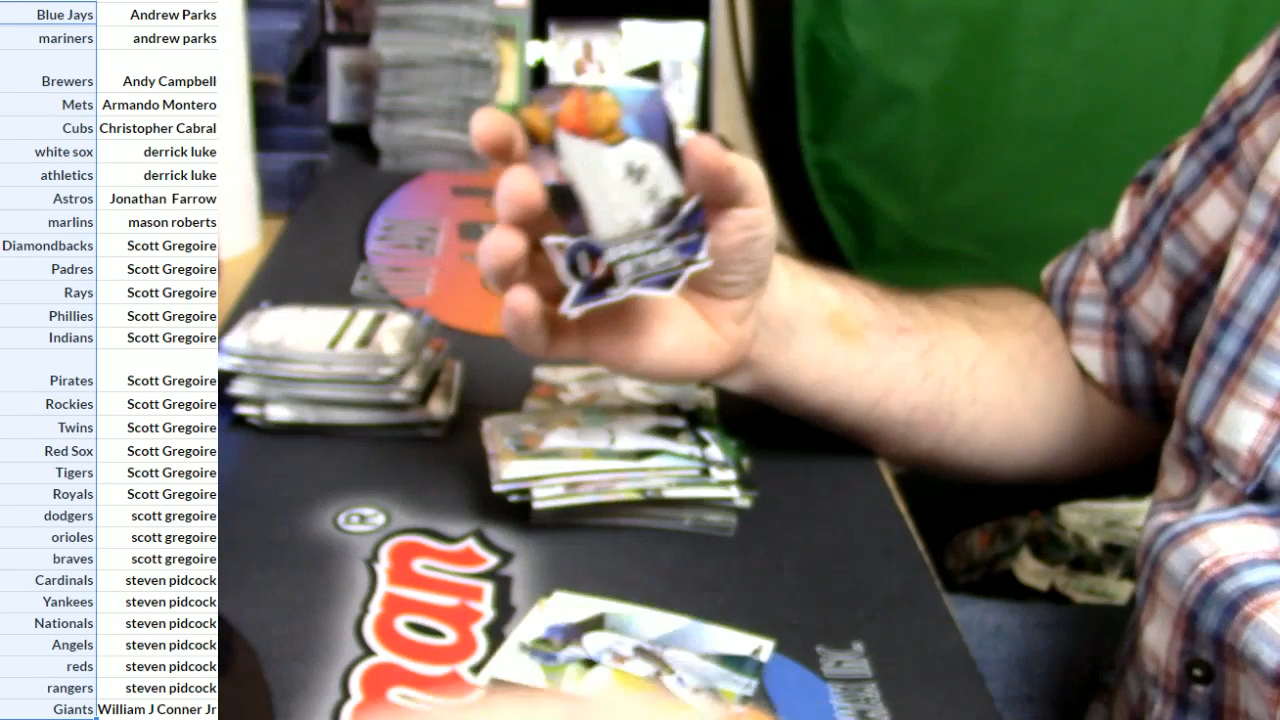 Blue Jays Andrew Parks
mariners andrew parks
Brewers Andy Campbell
Mets Armando Montero
Cubs Christopher Cabral
white sox derrick luke
athletics derrick luke
Astros Jonathan Farrow
marlins mason roberts
Diamondbacks Scott Gregoire
Padres Scott Gregoire
Rays Scott Gregoire
Phillies Scott Gregoire
Indians Scott Gregoire
Pirates Scott Gregoire
Rockies Scott Gregoire
Twins Scott Gregoire
Red Sox Scott Gregoire
Tigers Scott Gregoire
Royals Scott Gregoire
dodgers scott gregoire
orioles scott gregoire
braves scott gregoire
Cardinals steven pidcock
Yankees steven pidcock
Nationals steven pidcock
Angels steven pidcock
reds steven pidcock
rangers steven pidcock
Giants William J Conner Jr
®
man
INC.